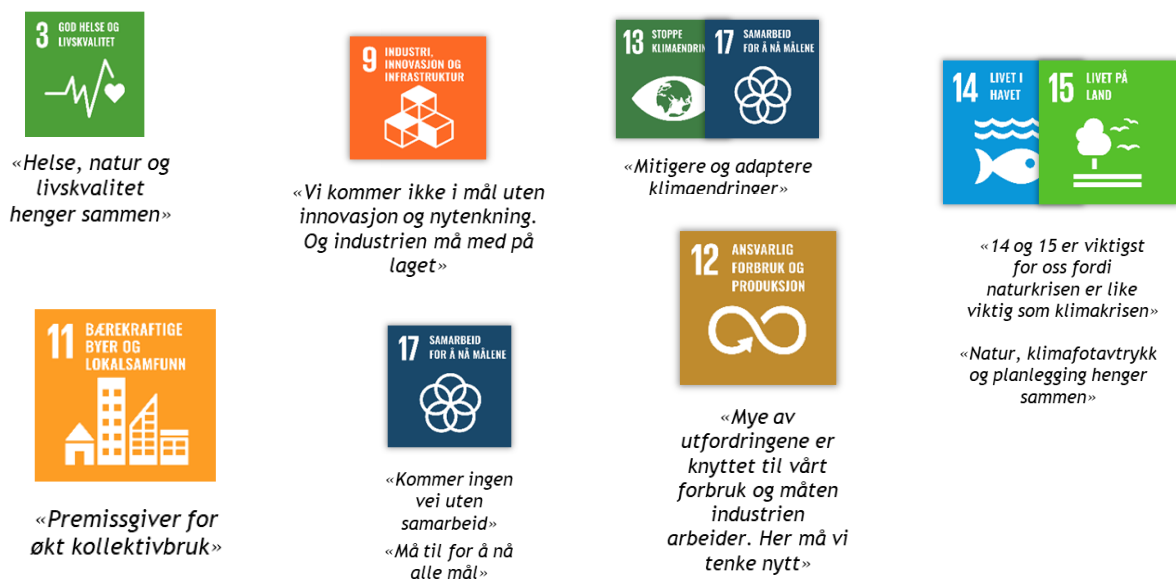 3 GOD HELSE OG
LIVSKVALITET
«Helse, natur og
livskvalitet
henger sammen»
9 INDUSTRI,
INNOVASJON OG
INFRASTRUKTUR
«Vi kommer ikke i mål uten
innovasjon og nytenkning.
Og industrien må med på
laget»
13 STOPPE
KLIMAENDRIN
17 SAMARBEID
FOR Å NÅ MÅLENE
«Mitigere og adaptere
klimaendringer»
14 LIVET I
HAVET
15 LIVET PÅ
LAND
«14 og 15 er viktigst
for oss fordi
naturkrisen er like
viktig som klimakrisen»
«Natur, klimafotavtrykk
og planlegging henger
sammen»
11 BÆREKRAFTIGE
BYER OG
LOKALSAMFUNN
«Premissgiver for
økt kollektivbruk»
17 SAMARBEID
FOR Å NÅ MÅLENE
«Kommer ingen
vei uten
samarbeid»
«Må til for å nå
alle mål»
12 ANSVARLIG
FORBRUK OG
PRODUKSJON
«Mye av
utfordringene er
knyttet til vårt
forbruk og måten
industrien
arbeider. Her må vi
tenke nytt»